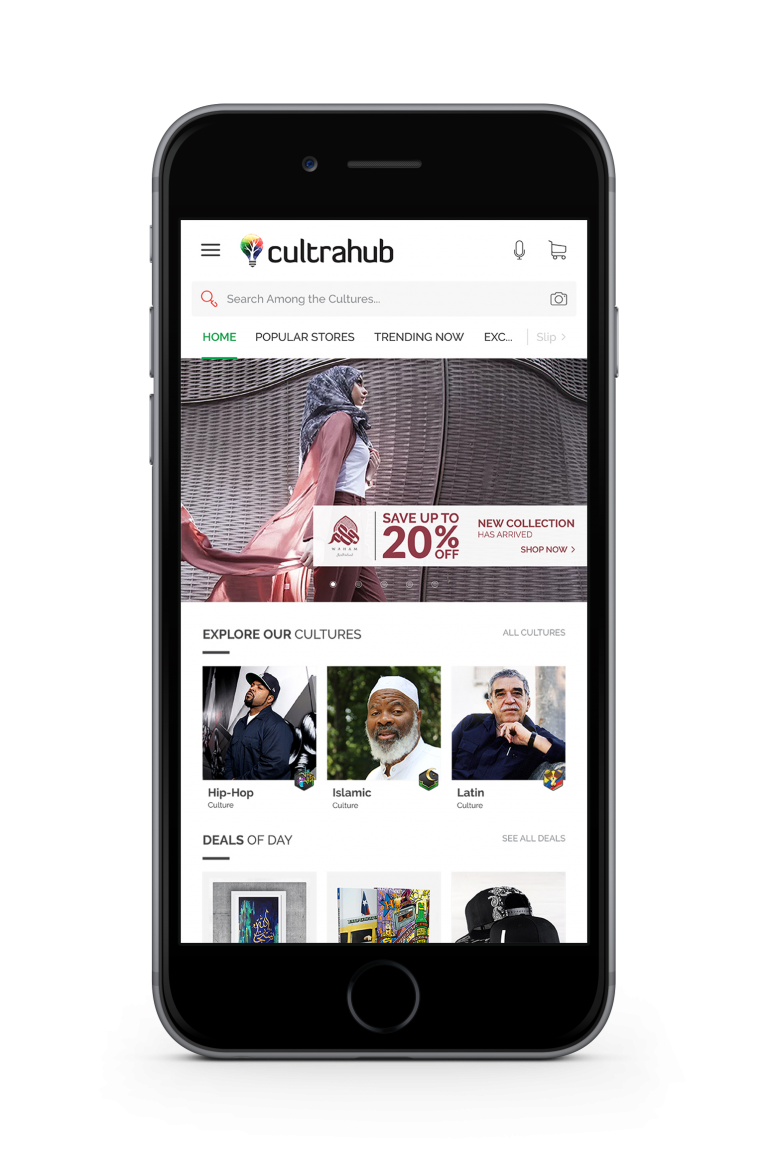 cultrahub
Search Among the Cultures...
HOME POPULAR STORES TRENDING NOW EXC... Slip
SAVE UP TO
20% OFF
NEW COLLECTION
HAS ARRIVED
SHOP NOW
WAHAM
EXPLORE OUR CULTURES
ALL CULTURES
Hip-Hop
Culture
Islamic
Culture
Latin
Culture
DEALS OF DAY
SEE ALL DEALS